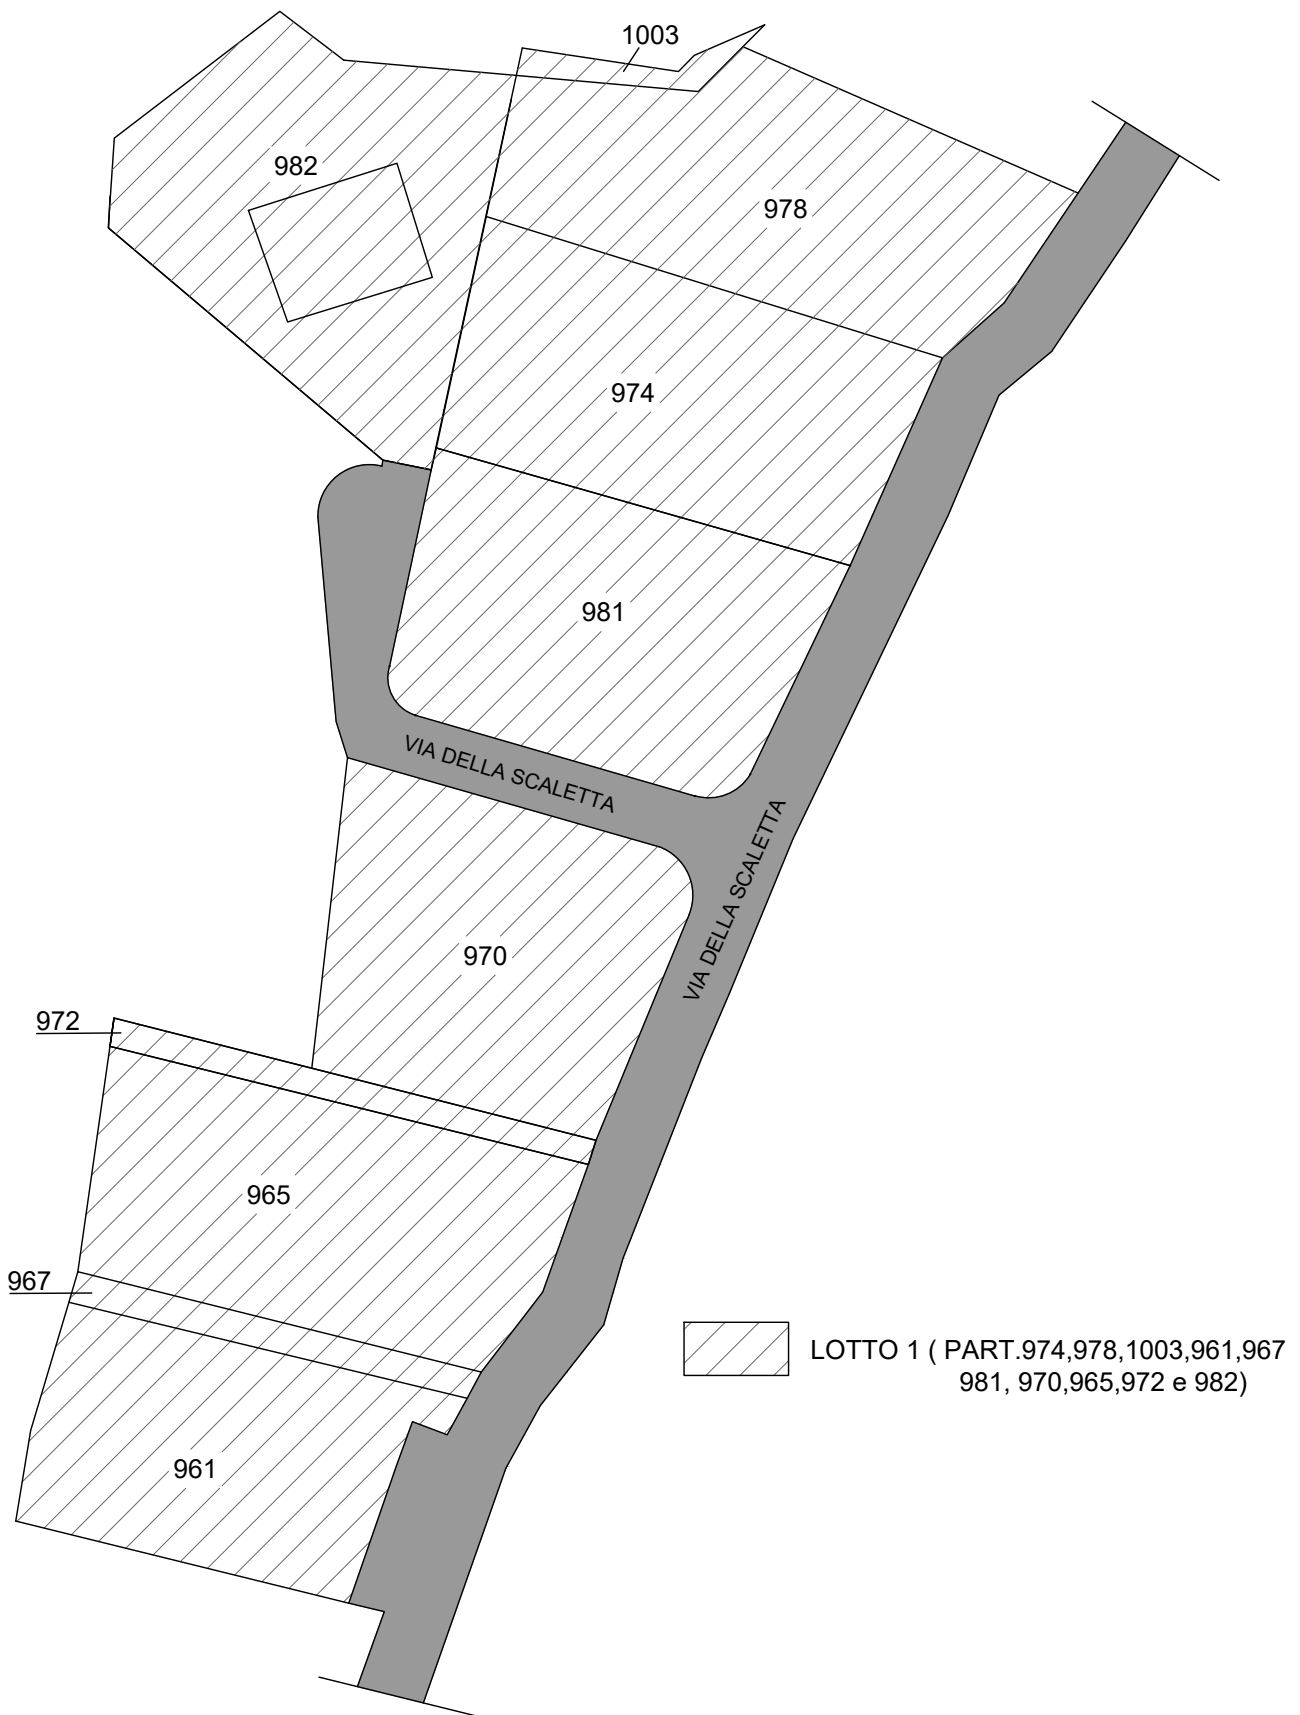 1003
982
978
974
981
VIA DELLA SCALETTA
VIA DELLA SCALETTA
970
972
965
967
LOTTO 1 ( PART.974,978,1003,961,967
981, 970,965,972 e 982)
961